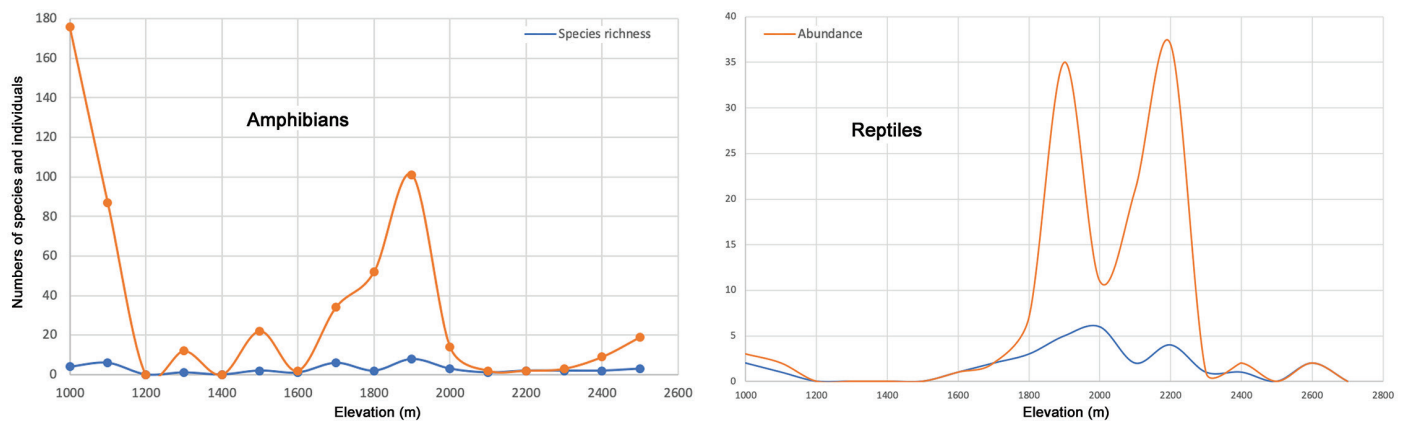 180
160
140
120
100
80
60
40
20
0
Numbers of species and individuals
Species richness
Amphibians
1000 1200 1400 1600 1800 2000 2200 2400 2600
Elevation (m)
40
35
30
25
20
15
10
5
0
Abundance
Reptiles
1000 1200 1400 1600 1800 2000 2200 2400 2600 2800
Elevation (m)